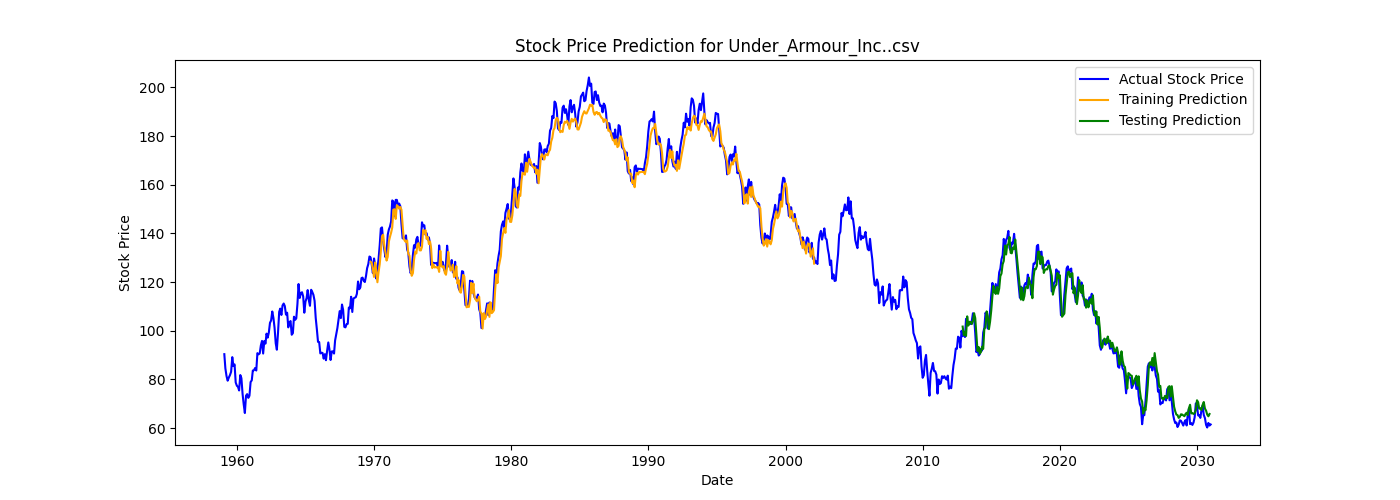 Stock Price Prediction for Under_Armour_Inc..csv
Actual Stock Price
Training Prediction
Testing Prediction
Stock Price
200
180
160
140
120
100
80
60
1960 1970 1980 1990 2000 2010 2020 2030
Date